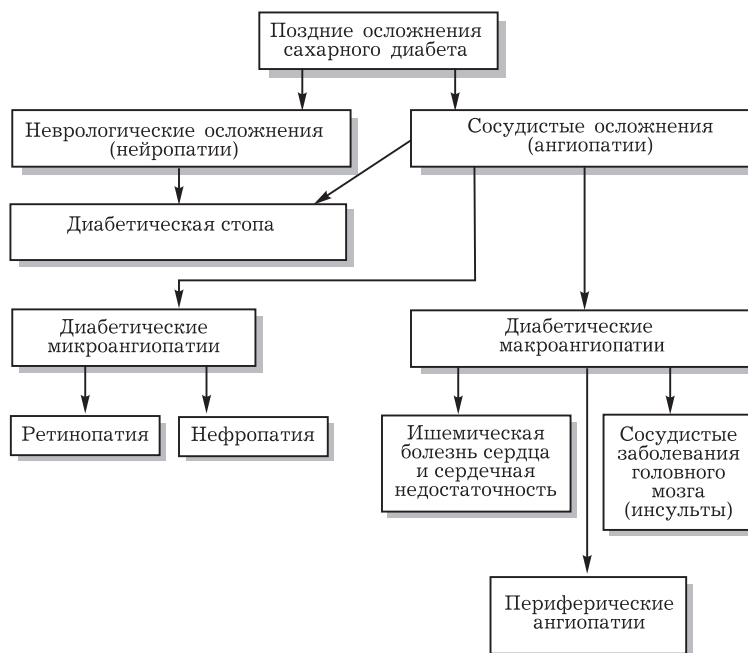 Поздние осложнения
сахарного диабета
Неврологические осложнения
(нейропатии)
Сосудистые осложнения
(ангиопатии)
Диабетическая стопа
Диабетические
микроангиопатии
Диабетические
макроангиопатии
Ретинопатия
Нефропатия
Ишемическая
болезнь сердца
и сердечная
недостаточность
Сосудистые
заболевания
головного
мозга
(инсульты)
Периферические
ангиопатии